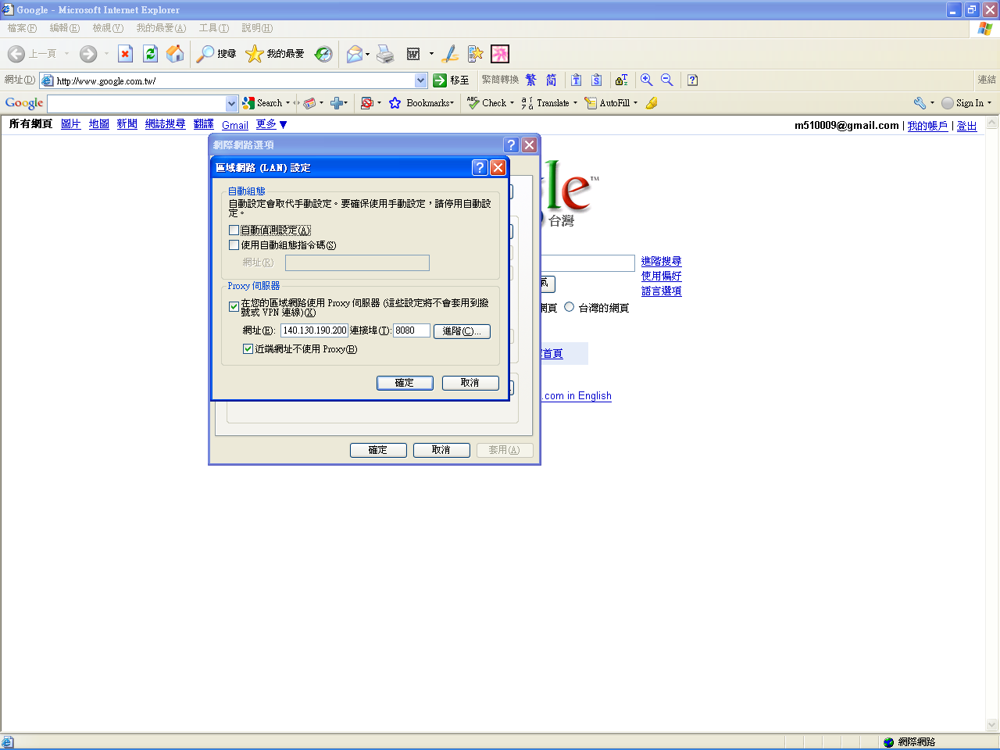 Google - Microsoft Internet Explorer
檔案(F) 編輯(E) 檢視(V) 我的最愛(A) 工具(T) 說明(H)
上一頁 搜尋 我的最愛
網址(D) http://www.google.com.tw/ 移至 繁簡轉換 繁 简 連結
Google Search Bookmarks Check Translate AutoFill Sign In
所有網頁 圖片 地圖 新聞 網誌搜尋 翻譯 Gmail 更多 ▼ m510009@gmail.com | 我的帳戶 | 登出
網際網路選項
區域網路 (LAN) 設定
自動組態
自動設定會取代手動設定。要確保使用手動設定，請停用自動設
定。
自動偵測設定(A)
使用自動組態指令碼(S)
網址(R)
Proxy 伺服器
在您的區域網路使用 Proxy 伺服器 (這些設定將不會套用到撥
號或 VPN 連線)(X)
網址(E): 140.130.190.200 連接埠(T): 8080 進階(C)...
近端網址不使用 Proxy(B)
確定 取消
確定 取消 套用(A)
le™
台灣
進階搜尋
使用偏好
語言選項
網頁 台灣的網頁
首頁
.com in English
網際網路